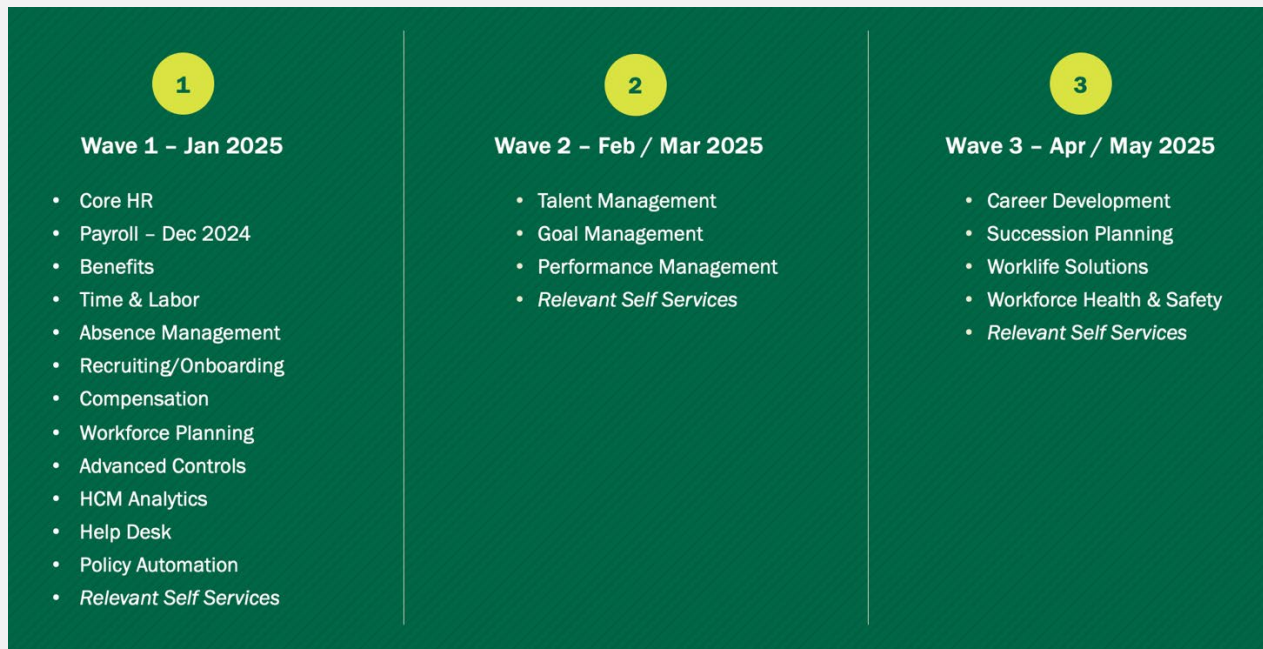 1
Wave 1 – Jan 2025
• Core HR
• Payroll – Dec 2024
• Benefits
• Time & Labor
• Absence Management
• Recruiting/Onboarding
• Compensation
• Workforce Planning
• Advanced Controls
• HCM Analytics
• Help Desk
• Policy Automation
• Relevant Self Services
2
Wave 2 – Feb / Mar 2025
• Talent Management
• Goal Management
• Performance Management
• Relevant Self Services
3
Wave 3 – Apr / May 2025
• Career Development
• Succession Planning
• Worklife Solutions
• Workforce Health & Safety
• Relevant Self Services